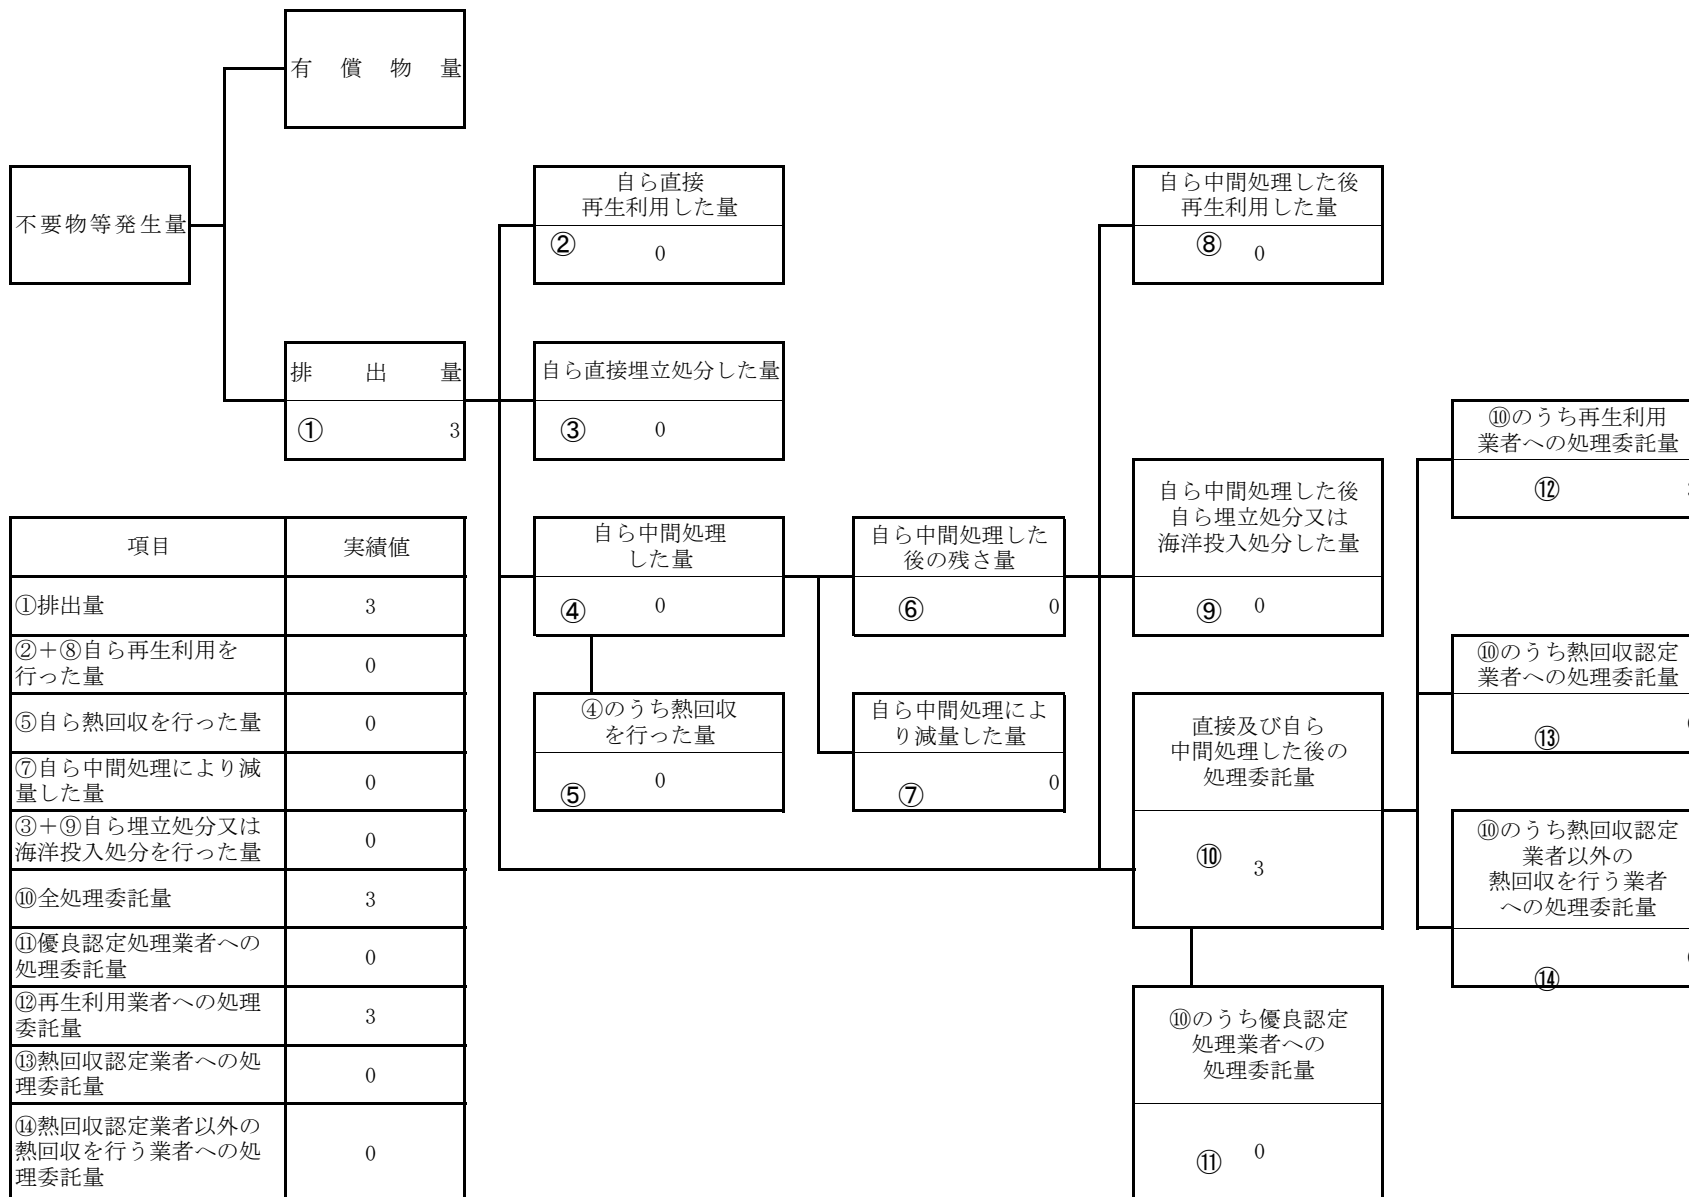 有償物量
不要物等発生量
自ら直接
再生利用した量
② 0
自ら中間処理した後
再生利用した量
⑧ 0
排出量
① 3
自ら直接埋立処分した量
③ 0
⑩のうち再生利用
業者への処理委託量
⑫
自ら中間処理
した量
④ 0
自ら中間処理した
後の残さ量
⑥ 0
自ら中間処理した後
自ら埋立処分又は
海洋投入処分した量
⑨ 0
⑩のうち熱回収認定
業者への処理委託量
⑬
④のうち熱回収
を行った量
⑤ 0
自ら中間処理によ
り減量した量
⑦ 0
直接及び自ら
中間処理した後の
処理委託量
⑩ 3
⑩のうち熱回収認定
業者以外の
熱回収を行う業者
への処理委託量
⑭
⑩のうち優良認定
処理業者への
処理委託量
⑪ 0
項目 実績値
①排出量 3
②＋⑧自ら再生利用を
行った量 0
⑤自ら熱回収を行った量 0
⑦自ら中間処理により減
量した量 0
③＋⑨自ら埋立処分又は
海洋投入処分を行った量 0
⑩全処理委託量 3
⑪優良認定処理業者への
処理委託量 0
⑫再生利用業者への処理
委託量 3
⑬熱回収認定業者への処
理委託量 0
⑭熱回収認定業者以外の
熱回収を行う業者への処
理委託量 0